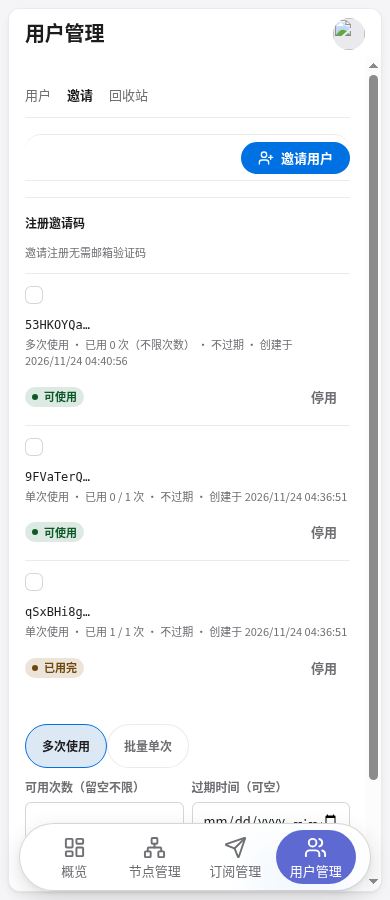 用户管理
用户 邀请 回收站
邀请用户
注册邀请码
邀请注册无需邮箱验证码
53HKOYQa…
多次使用 · 已用 0 次（不限次数） · 不过期 · 创建于
2026/11/24 04:40:56
可使用 停用
9FVaTerQ…
单次使用 · 已用 0 / 1 次 · 不过期 · 创建于 2026/11/24 04:36:51
可使用 停用
qSxBHi8g…
单次使用 · 已用 1 / 1 次 · 不过期 · 创建于 2026/11/24 04:36:51
已用完 停用
多次使用 批量单次
可用次数（留空不限） 过期时间（可空）
mm/dd/yyyy --:--
概览 节点管理 订阅管理 用户管理